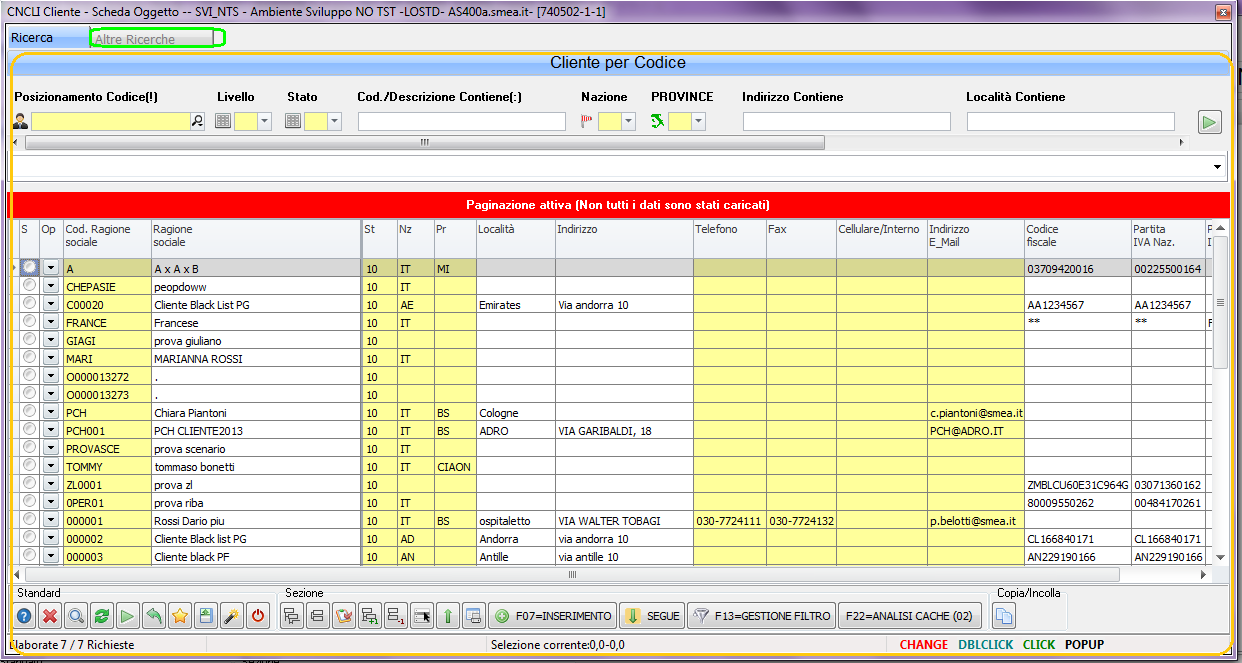 CNCLI Cliente - Scheda Oggetto -- SVI_NTS - Ambiente Sviluppo NO TST -LOSTD- AS400a.smea.it- [740502-1-1]
Ricerca Altre Ricerche
Cliente per Codice
Posizionamento Codice(!) Livello Stato Cod./Descrizione Contiene(:) Nazione PROVINCE Indirizzo Contiene Località Contiene
Paginazione attiva (Non tutti i dati sono stati caricati)
S Op Cod. Ragione sociale Ragione sociale St Nz Pr Località Indirizzo Telefono Fax Cellulare/Interno Indirizzo E_Mail Codice fiscale Partita IVA Naz. P I
A A x A x B 10 IT MI 03709420016 00225500164
CHEPASIE peopdoww 10 IT
C00020 Cliente Black List PG 10 AE Emirates Via andorra 10 AA1234567 AA1234567
FRANCE Francese 10 IT ** ** F
GIAGI prova giuliano 10
MARI MARIANNA ROSSI 10 IT
O000013272 . 10
O000013273 . 10
PCH Chiara Piantoni 10 IT BS Cologne c.piantoni@smea.it
PCH001 PCH CLIENTE2013 10 IT BS ADRO VIA GARIBALDI, 18 PCH@ADRO.IT
PROVASCE prova scenario 10 IT
TOMMY tommaso bonetti 10 IT CIAON
ZL0001 prova zl 10 ZMBLCU60E31C964G 03071360162
0PER01 prova riba 10 IT 80009550262 00484170261
000001 Rossi Dario piu 10 IT BS ospitaletto VIA WALTER TOBAGI 030-7724111 030-7724132 p.belotti@smea.it
000002 Cliente Black list PG 10 AD Andorra via andorra 10 CL166840171 CL166840171
000003 Cliente black PF 10 AN Antille via antille 10 AN229190166 AN229190166
Standard Sezione Copia/Incolla
F07=INSERIMENTO SEGUE F13=GESTIONE FILTRO F22=ANALISI CACHE (02)
Elaborate 7 / 7 Richieste Selezione corrente:0,0-0,0 CHANGE DBLCLICK CLICK POPUP